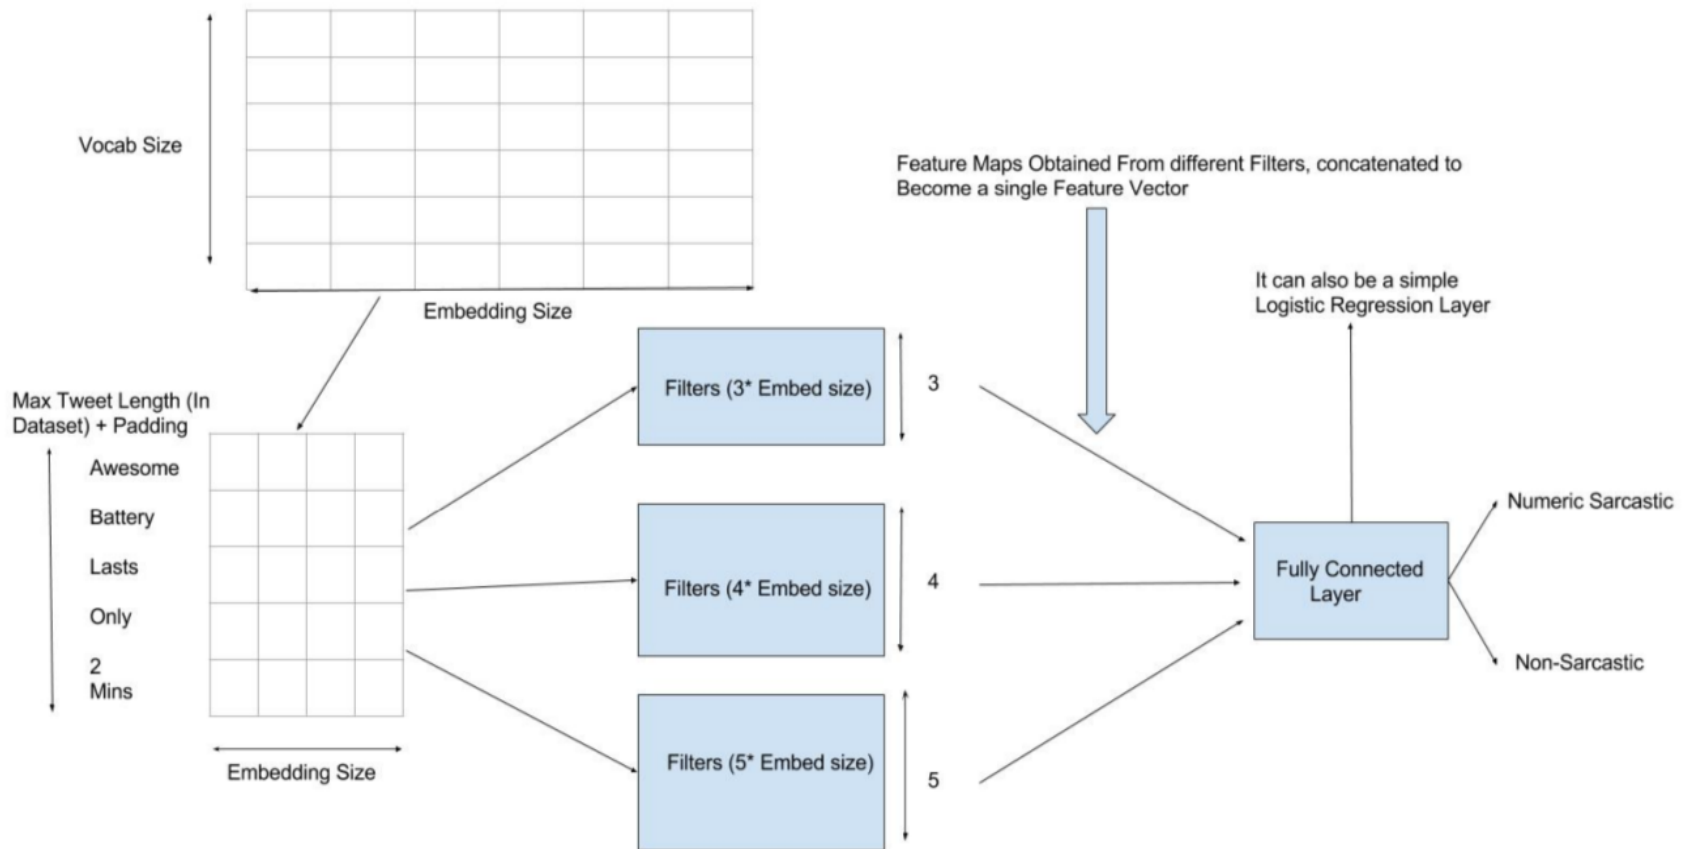 Vocab Size
Embedding Size
Feature Maps Obtained From different Filters, concatenated to
Become a single Feature Vector
It can also be a simple
Logistic Regression Layer
Max Tweet Length (In
Dataset) + Padding
Awesome
Battery
Lasts
Only
2
Mins
Embedding Size
Filters (3* Embed size)
3
Filters (4* Embed size)
4
Filters (5* Embed size)
5
Fully Connected
Layer
Numeric Sarcastic
Non-Sarcastic